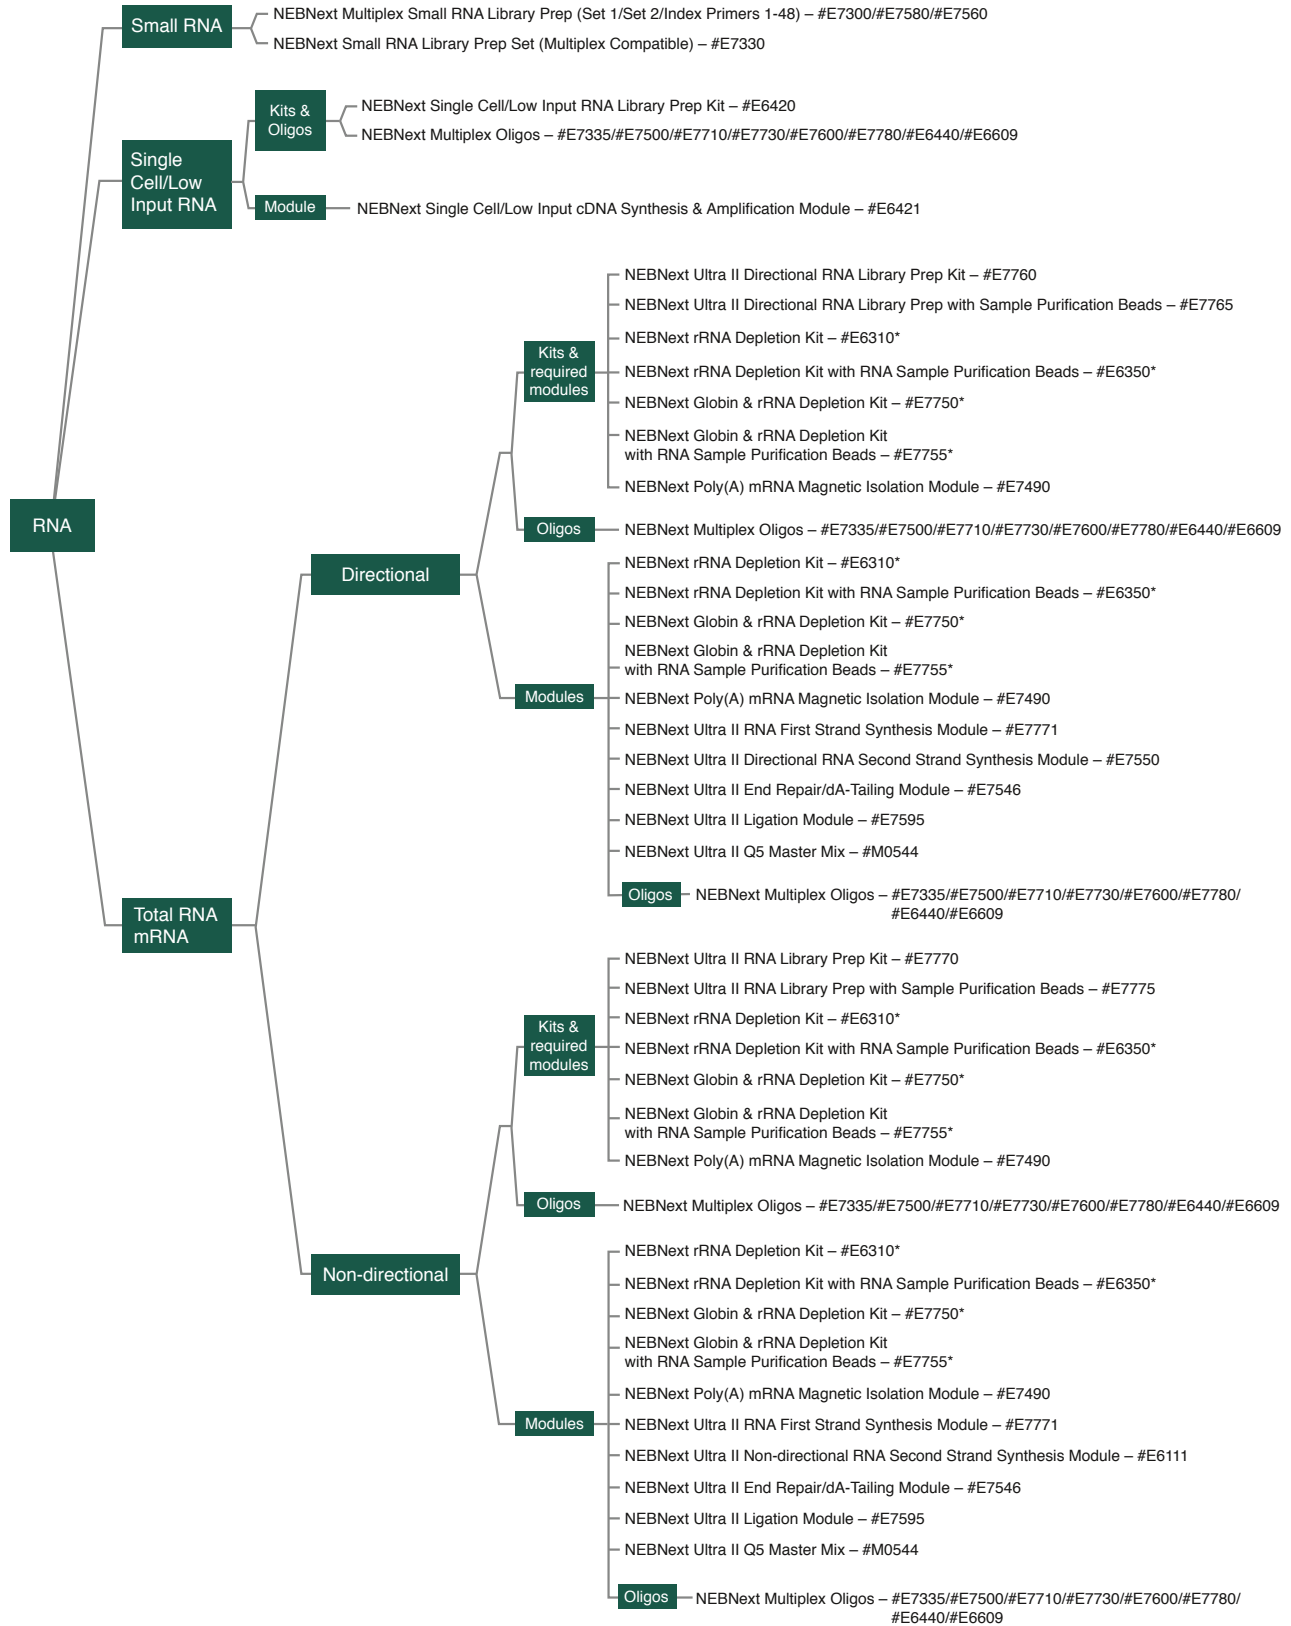 Small RNA
NEBNext Multiplex Small RNA Library Prep (Set 1/Set 2/Index Primers 1-48) – #E7300/#E7580/#E7560
NEBNext Small RNA Library Prep Set (Multiplex Compatible) – #E7330
Single
Cell/Low
Input RNA
Kits &
Oligos
NEBNext Single Cell/Low Input RNA Library Prep Kit – #E6420
NEBNext Multiplex Oligos – #E7335/#E7500/#E7710/#E7730/#E7600/#E7780/#E6440/#E6609
Module
NEBNext Single Cell/Low Input cDNA Synthesis & Amplification Module – #E6421
RNA
Total RNA
mRNA
Directional
Kits &
required
modules
NEBNext Ultra II Directional RNA Library Prep Kit – #E7760
NEBNext Ultra II Directional RNA Library Prep with Sample Purification Beads – #E7765
NEBNext rRNA Depletion Kit – #E6310*
NEBNext rRNA Depletion Kit with RNA Sample Purification Beads – #E6350*
NEBNext Globin & rRNA Depletion Kit – #E7750*
NEBNext Globin & rRNA Depletion Kit
with RNA Sample Purification Beads – #E7755*
NEBNext Poly(A) mRNA Magnetic Isolation Module – #E7490
Oligos
NEBNext Multiplex Oligos – #E7335/#E7500/#E7710/#E7730/#E7600/#E7780/#E6440/#E6609
Modules
NEBNext rRNA Depletion Kit – #E6310*
NEBNext rRNA Depletion Kit with RNA Sample Purification Beads – #E6350*
NEBNext Globin & rRNA Depletion Kit – #E7750*
NEBNext Globin & rRNA Depletion Kit
with RNA Sample Purification Beads – #E7755*
NEBNext Poly(A) mRNA Magnetic Isolation Module – #E7490
NEBNext Ultra II RNA First Strand Synthesis Module – #E7771
NEBNext Ultra II Directional RNA Second Strand Synthesis Module – #E7550
NEBNext Ultra II End Repair/dA-Tailing Module – #E7546
NEBNext Ultra II Ligation Module – #E7595
NEBNext Ultra II Q5 Master Mix – #M0544
Oligos
NEBNext Multiplex Oligos – #E7335/#E7500/#E7710/#E7730/#E7600/#E7780/
#E6440/#E6609
Non-directional
Kits &
required
modules
NEBNext Ultra II RNA Library Prep Kit – #E7770
NEBNext Ultra II RNA Library Prep with Sample Purification Beads – #E7775
NEBNext rRNA Depletion Kit – #E6310*
NEBNext rRNA Depletion Kit with RNA Sample Purification Beads – #E6350*
NEBNext Globin & rRNA Depletion Kit – #E7750*
NEBNext Globin & rRNA Depletion Kit
with RNA Sample Purification Beads – #E7755*
NEBNext Poly(A) mRNA Magnetic Isolation Module – #E7490
Oligos
NEBNext Multiplex Oligos – #E7335/#E7500/#E7710/#E7730/#E7600/#E7780/#E6440/#E6609
Modules
NEBNext rRNA Depletion Kit – #E6310*
NEBNext rRNA Depletion Kit with RNA Sample Purification Beads – #E6350*
NEBNext Globin & rRNA Depletion Kit – #E7750*
NEBNext Globin & rRNA Depletion Kit
with RNA Sample Purification Beads – #E7755*
NEBNext Poly(A) mRNA Magnetic Isolation Module – #E7490
NEBNext Ultra II RNA First Strand Synthesis Module – #E7771
NEBNext Ultra II Non-directional RNA Second Strand Synthesis Module – #E6111
NEBNext Ultra II End Repair/dA-Tailing Module – #E7546
NEBNext Ultra II Ligation Module – #E7595
NEBNext Ultra II Q5 Master Mix – #M0544
Oligos
NEBNext Multiplex Oligos – #E7335/#E7500/#E7710/#E7730/#E7600/#E7780/
#E6440/#E6609